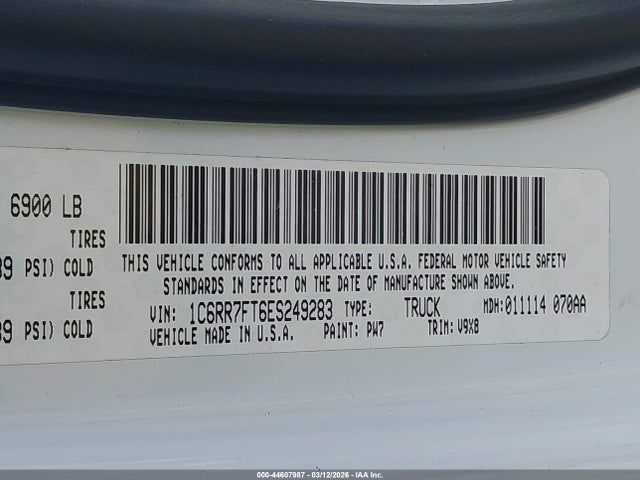 6900 LB
TIRES
39 PSI) COLD
TIRES
39 PSI) COLD
THIS VEHICLE CONFORMS TO ALL APPLICABLE U.S.A. FEDERAL MOTOR VEHICLE SAFETY
STANDARDS IN EFFECT ON THE DATE OF MANUFACTURE SHOWN ABOVE.
VIN: 1C6RR7FT6ES249283 TYPE: TRUCK MDH:011114 070AA
VEHICLE MADE IN U.S.A. PAINT: PW7 TRIM: V9X8
000-44607987 - 03/12/2026 - IAA Inc.